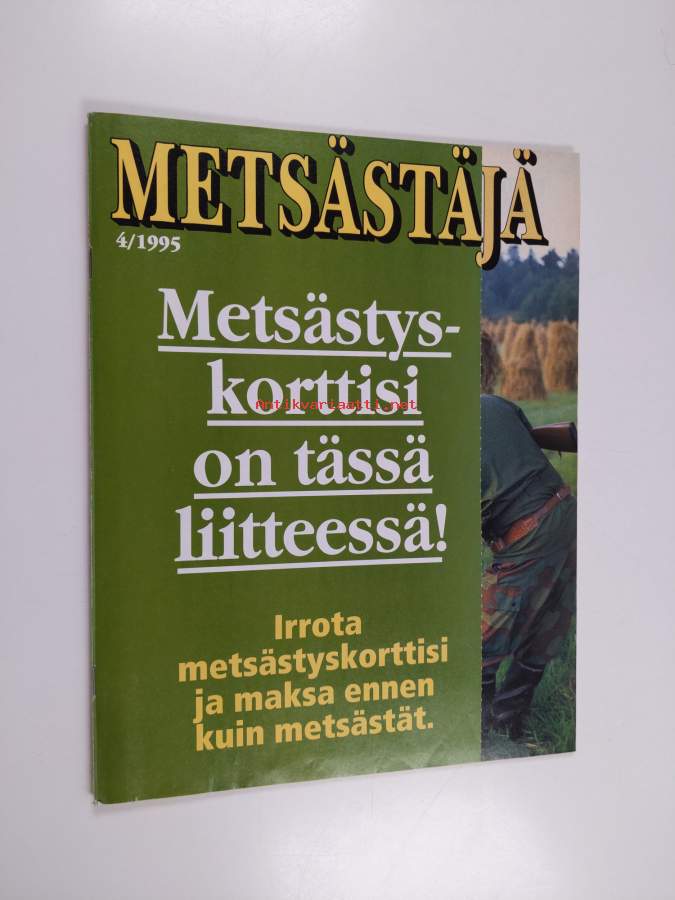 METSÄSTÄJÄ
4/1995
Metsästys-
korttisi
Antikvariaatti.net
on tässä
liitteessä!
Irrota
metsästyskorttisi
ja maksa ennen
kuin metsästät.